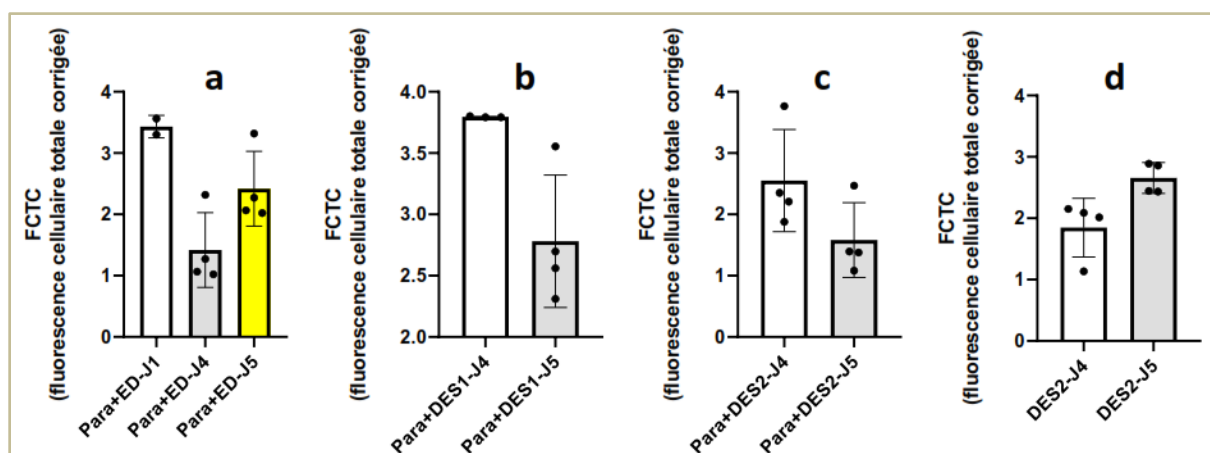 a
FCTC
(fluorescence cellulaire totale corrigée)
4
3
2
1
0
Para+ED-J1
Para+ED-J4
Para+ED-J5
b
FCTC
(fluorescence cellulaire totale corrigée)
4.0
3.5
3.0
2.5
2.0
Para+DES1-J4
Para+DES1-J5
c
FCTC
(fluorescence cellulaire totale corrigée)
4
3
2
1
0
Para+DES2-J4
Para+DES2-J5
d
FCTC
(fluorescence cellulaire totale corrigée)
4
3
2
1
0
DES2-J4
DES2-J5